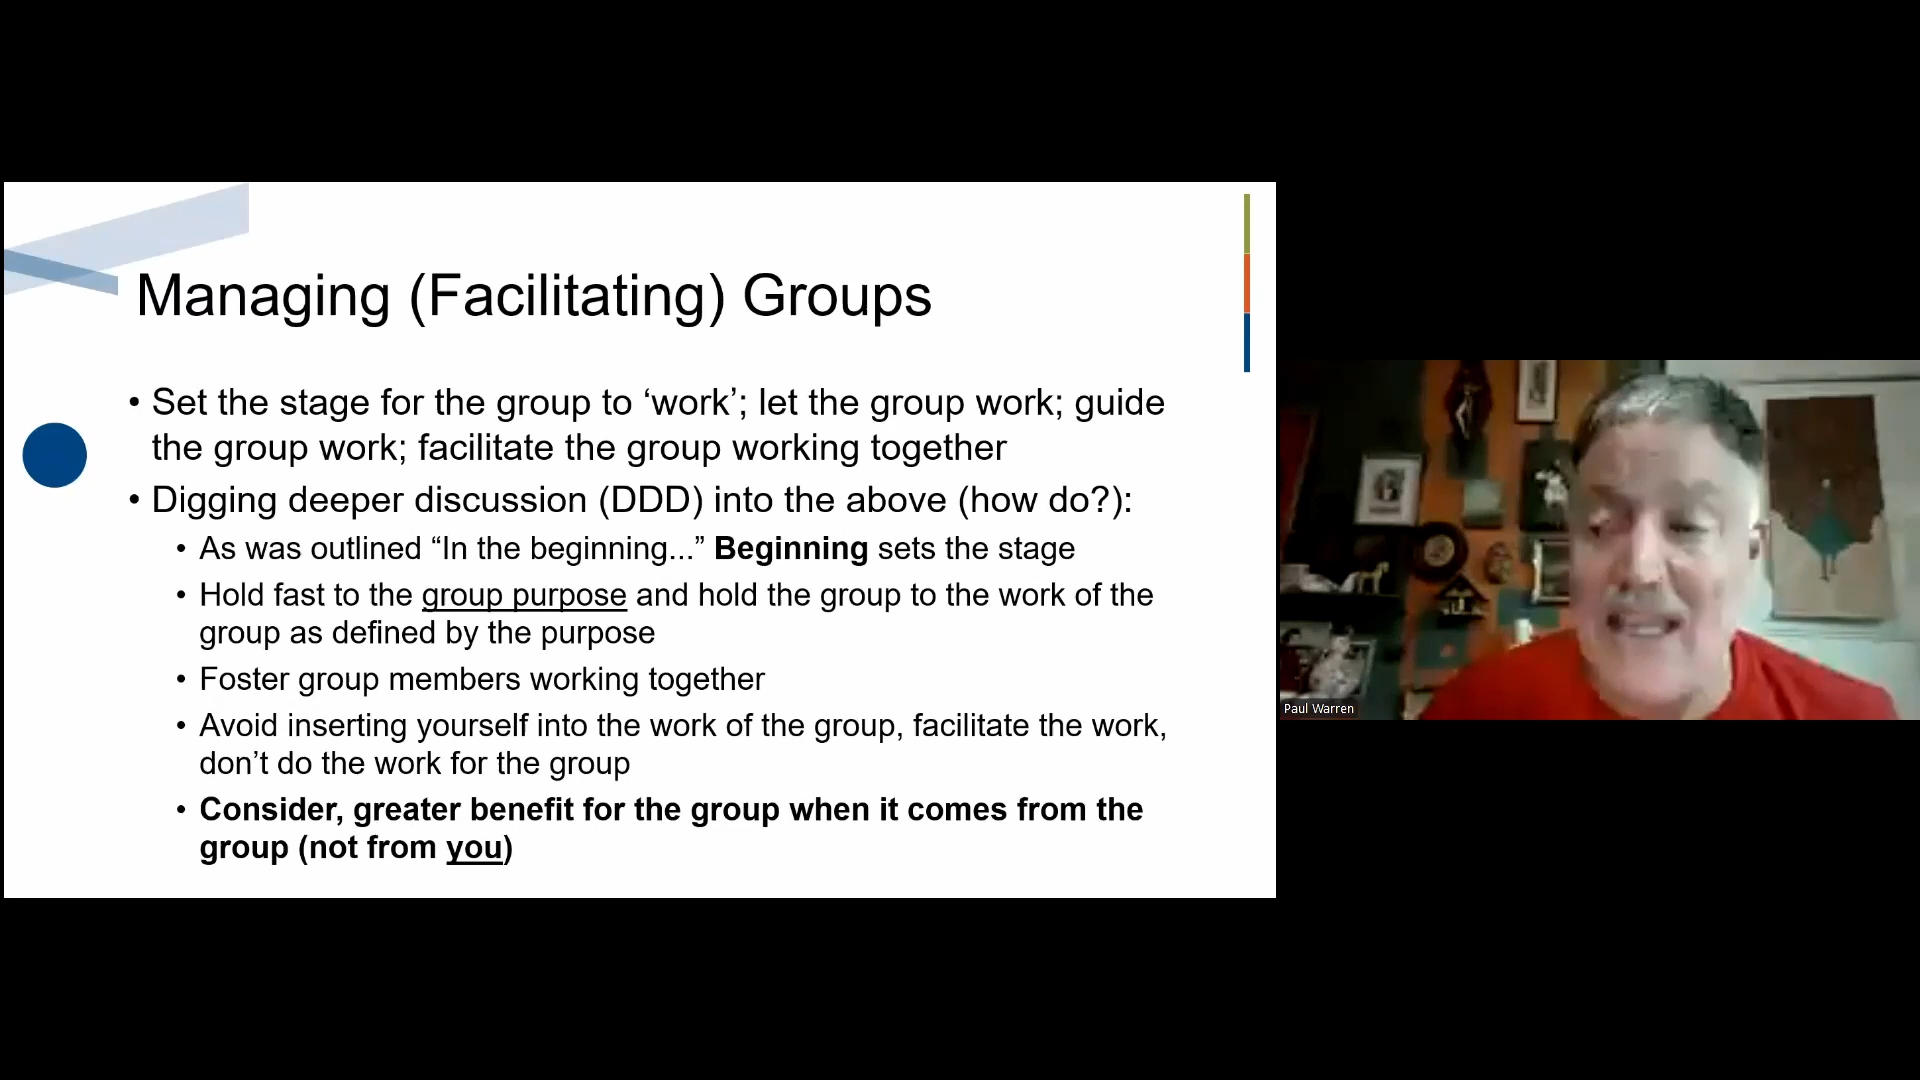 Managing (Facilitating) Groups
• Set the stage for the group to ‘work’; let the group work; guide
the group work; facilitate the group working together
• Digging deeper discussion (DDD) into the above (how do?):
• As was outlined “In the beginning...” Beginning sets the stage
• Hold fast to the group purpose and hold the group to the work of the
group as defined by the purpose
• Foster group members working together
• Avoid inserting yourself into the work of the group, facilitate the work,
don’t do the work for the group
• Consider, greater benefit for the group when it comes from the
group (not from you)
Paul Warren